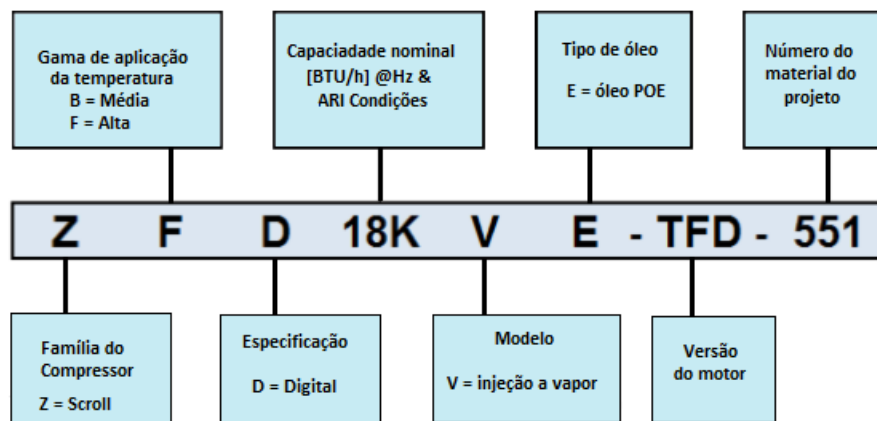 Gama de aplicação
da temperatura
B = Média
F = Alta
Capaciadade nominal
[BTU/h] @Hz &
ARI Condições
Tipo de óleo
E = óleo POE
Número do
material do
projeto
Z F D 18K V E - TFD - 551
Família do
Compressor
Z = Scroll
Especificação
D = Digital
Modelo
V = injeção a vapor
Versão
do motor